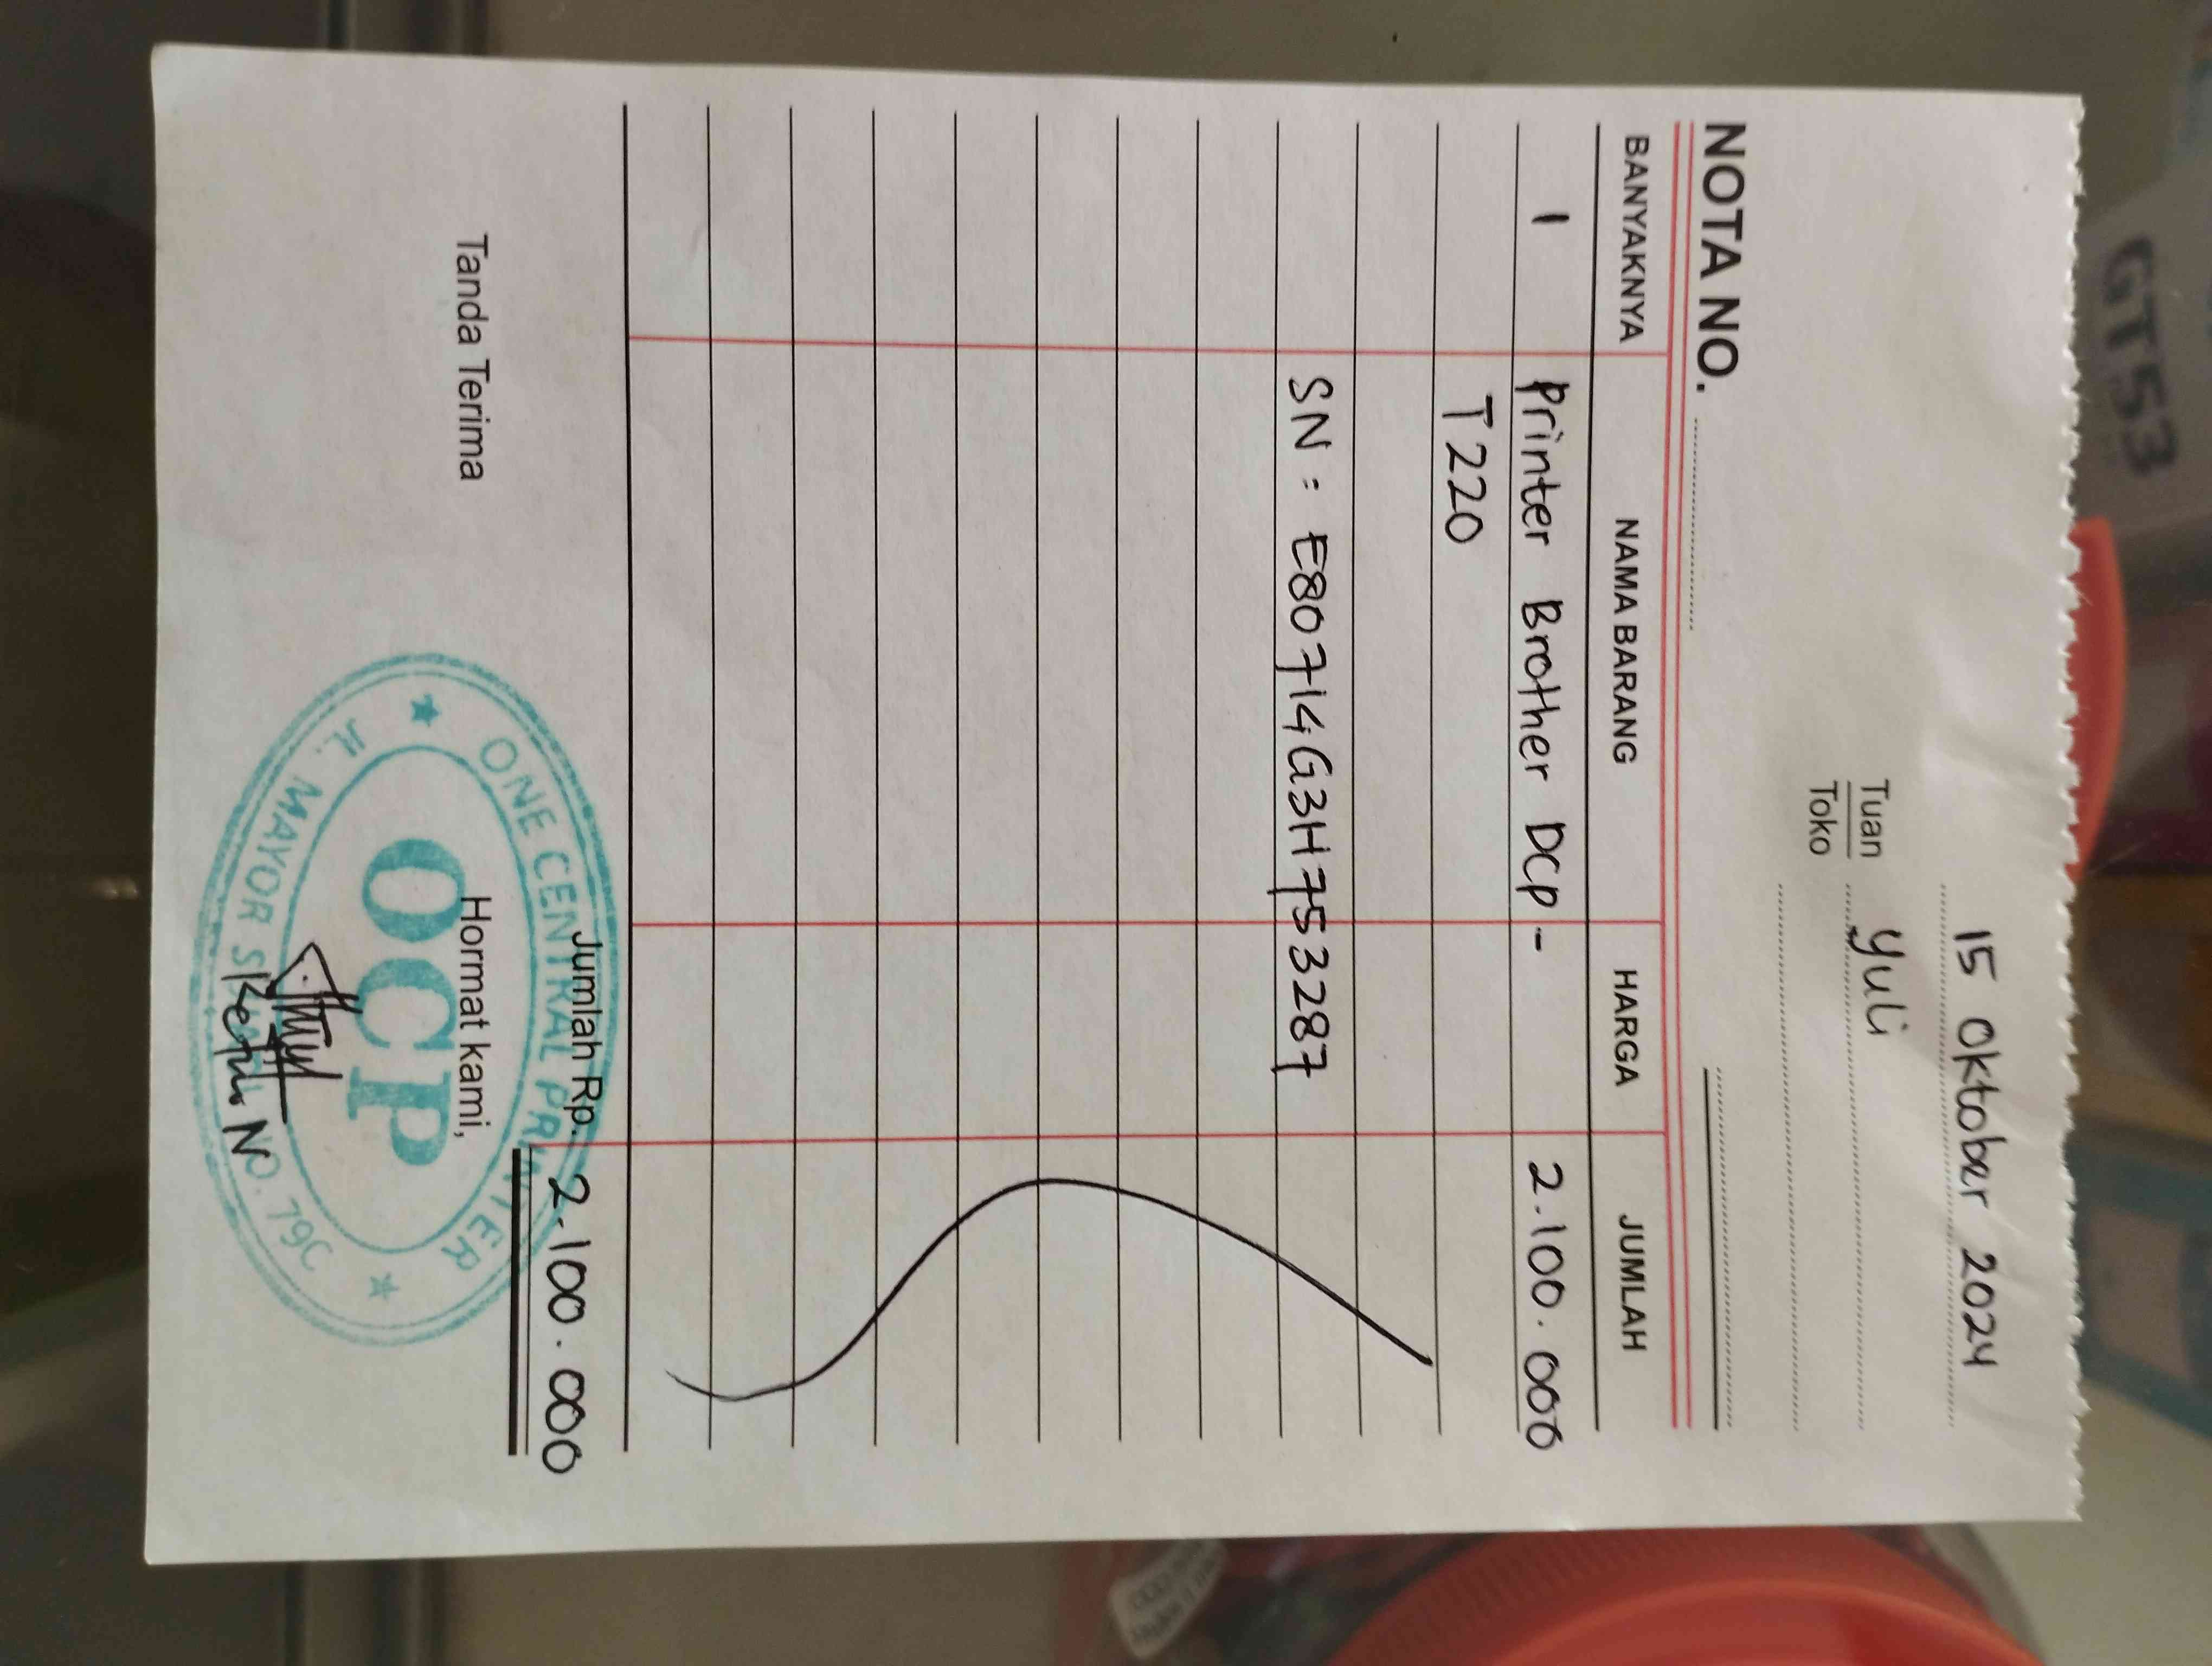 15 Oktober 2024
Tuan Yuli
Toko
NOTA NO.
BANYAKNYA NAMA BARANG HARGA JUMLAH
1 Printer Brother DCP - 2.100.000
T220
SN : E80714G3H753287
Jumlah Rp. 2.100.000
Tanda Terima Hormat kami,
ONE CENTRAL PRINTER
OCP
JL. MAYOR NO. 79C
GT53